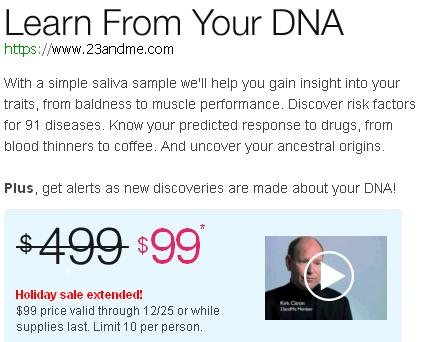 Learn From Your DNA
https://www.23andme.com
With a simple saliva sample we'll help you gain insight into your
traits, from baldness to muscle performance. Discover risk factors
for 91 diseases. Know your predicted response to drugs, from
blood thinners to coffee. And uncover your ancestral origins.
Plus, get alerts as new discoveries are made about your DNA!
$499 $99*
Kirk Citron
23andMe Member
Holiday sale extended!
$99 price valid through 12/25 or while
supplies last. Limit 10 per person.